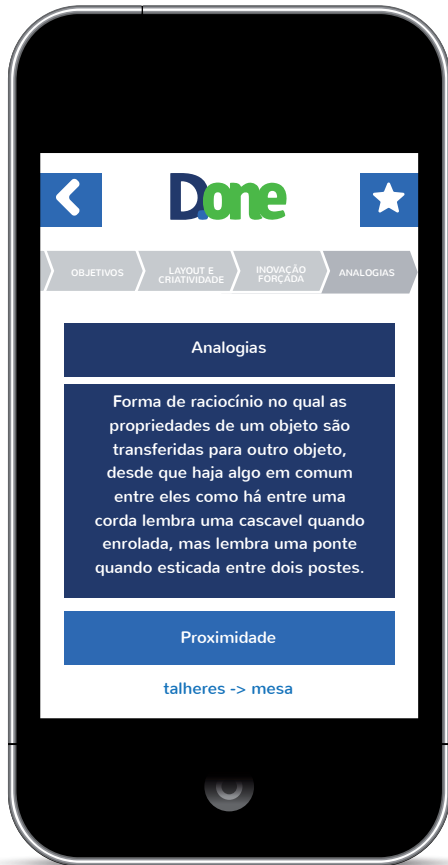 D.one
OBJETIVOS
LAYOUT E
CRIATIVIDADE
INOVAÇÃO
FORÇADA
ANALOGIAS
Analogias
Forma de raciocínio no qual as
propriedades de um objeto são
transferidas para outro objeto,
desde que haja algo em comum
entre eles como há entre uma
corda lembra uma cascavel quando
enrolada, mas lembra uma ponte
quando esticada entre dois postes.
Proximidade
talheres -> mesa